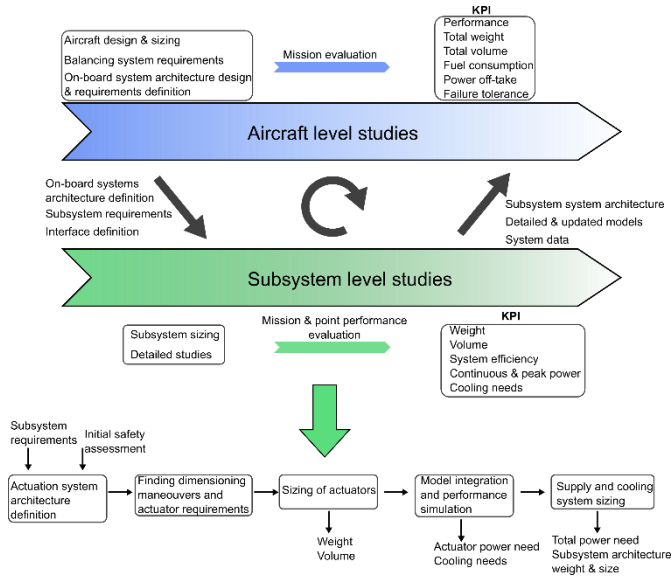 KPI
Aircraft design & sizing
Balancing system requirements
On-board system architecture design
& requirements definition
Mission evaluation
Performance
Total weight
Total volume
Fuel consumption
Power off-take
Failure tolerance
Aircraft level studies
On-board systems
architecture definition
Subsystem requirements
Interface definition
Subsystem system architecture
Detailed & updated models
System data
Subsystem level studies
Subsystem sizing
Detailed studies
Mission & point performance
evaluation
KPI
Weight
Volume
System efficiency
Continuous & peak power
Cooling needs
Subsystem
requirements
Initial safety
assessment
Actuation system
architecture
definition
Finding dimensioning
maneouvers and
actuator requirements
Sizing of actuators
Model integration
and performance
simulation
Supply and cooling
system sizing
Weight
Volume
Actuator power need
Cooling needs
Total power need
Subsystem architecture
weight & size